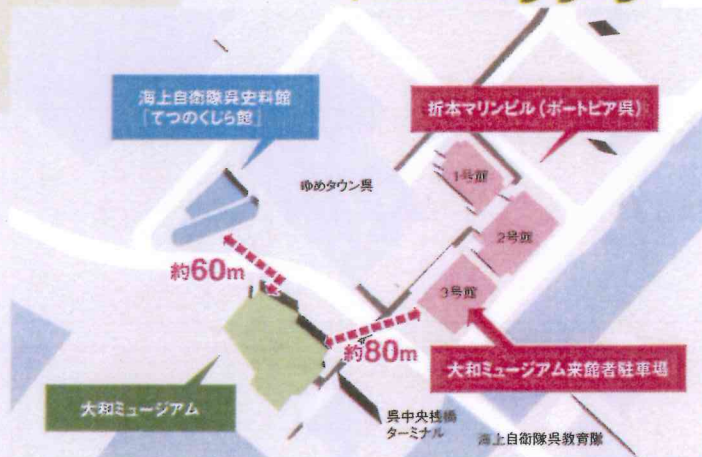 海上自衛隊呉史料館
「てつのくじら館」
折本マリンビル(ポートピア呉)
ゆめタウン呉
1号館
2号館
3号館
約60m
約80m
大和ミュージアム来館者駐車場
大和ミュージアム
呉中央桟橋
ターミナル
海上自衛隊呉教育隊